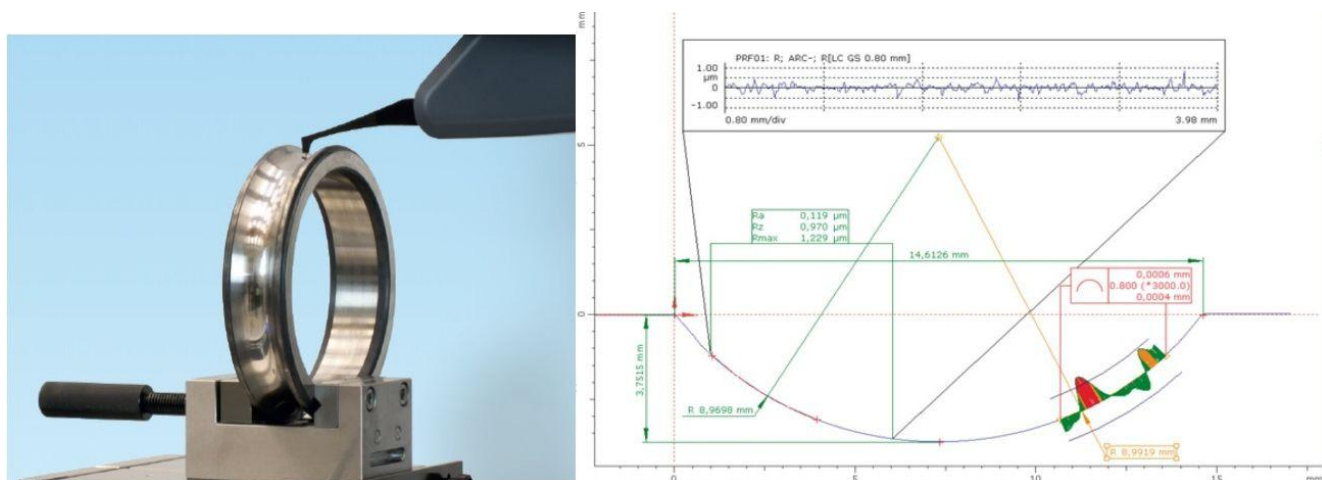 mm
PRF01: R; ARC-; R[LC GS 0.80 mm]
1.00
µm
0
-1.00
0.80 mm/div
3.98 mm
5
Ra 0,119 µm
Rz 0,970 µm
Rmax 1,229 µm
14,6126 mm
0,0006 mm
0.800 (*3000.0)
0,0004 mm
0
3,7515 mm
R 8,9698 mm
R 8,9919 mm
0
5
10
15
mm